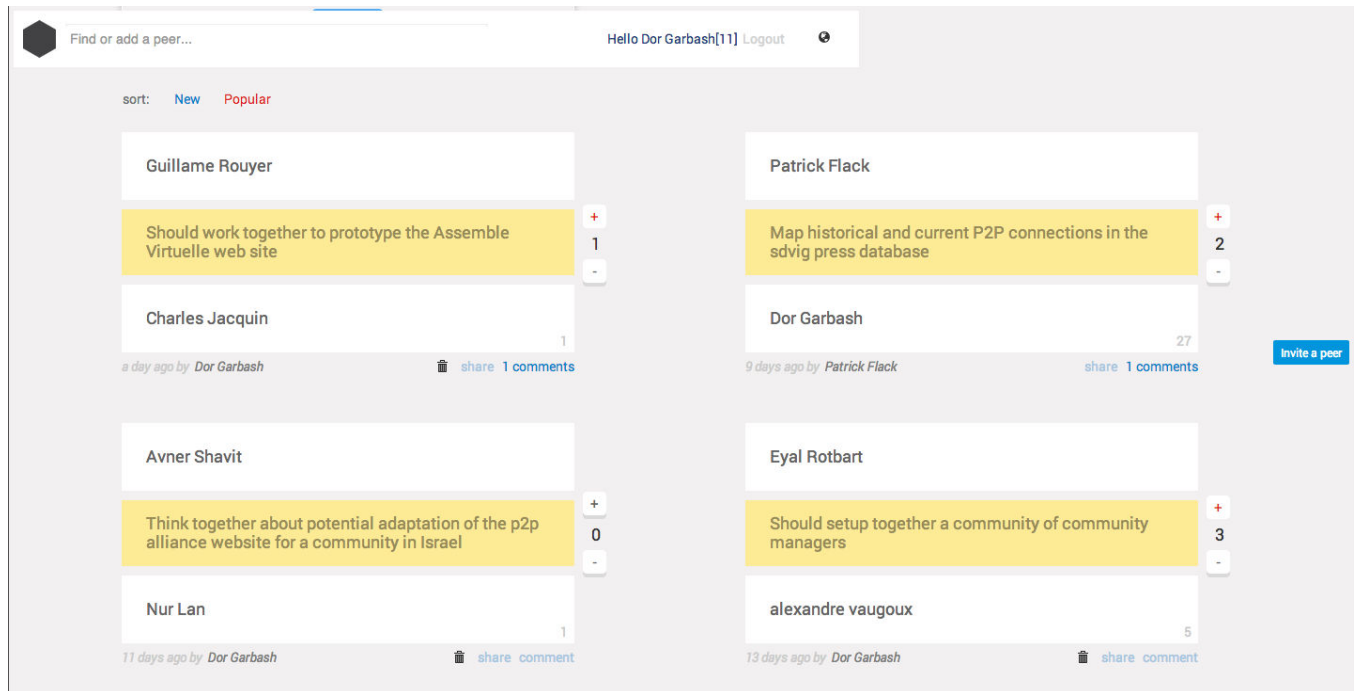 Find or add a peer...
Hello Dor Garbash[11] Logout
sort: New Popular
Guillame Rouyer
Should work together to prototype the Assemble
Virtuelle web site
+
1
-
Charles Jacquin
1
a day ago by Dor Garbash share 1 comments
Patrick Flack
Map historical and current P2P connections in the
sdvig press database
+
2
-
Dor Garbash
27
9 days ago by Patrick Flack share 1 comments
Invite a peer
Avner Shavit
Think together about potential adaptation of the p2p
alliance website for a community in Israel
+
0
-
Nur Lan
1
11 days ago by Dor Garbash share comment
Eyal Rotbart
Should setup together a community of community
managers
+
3
-
alexandre vaugoux
5
13 days ago by Dor Garbash share comment